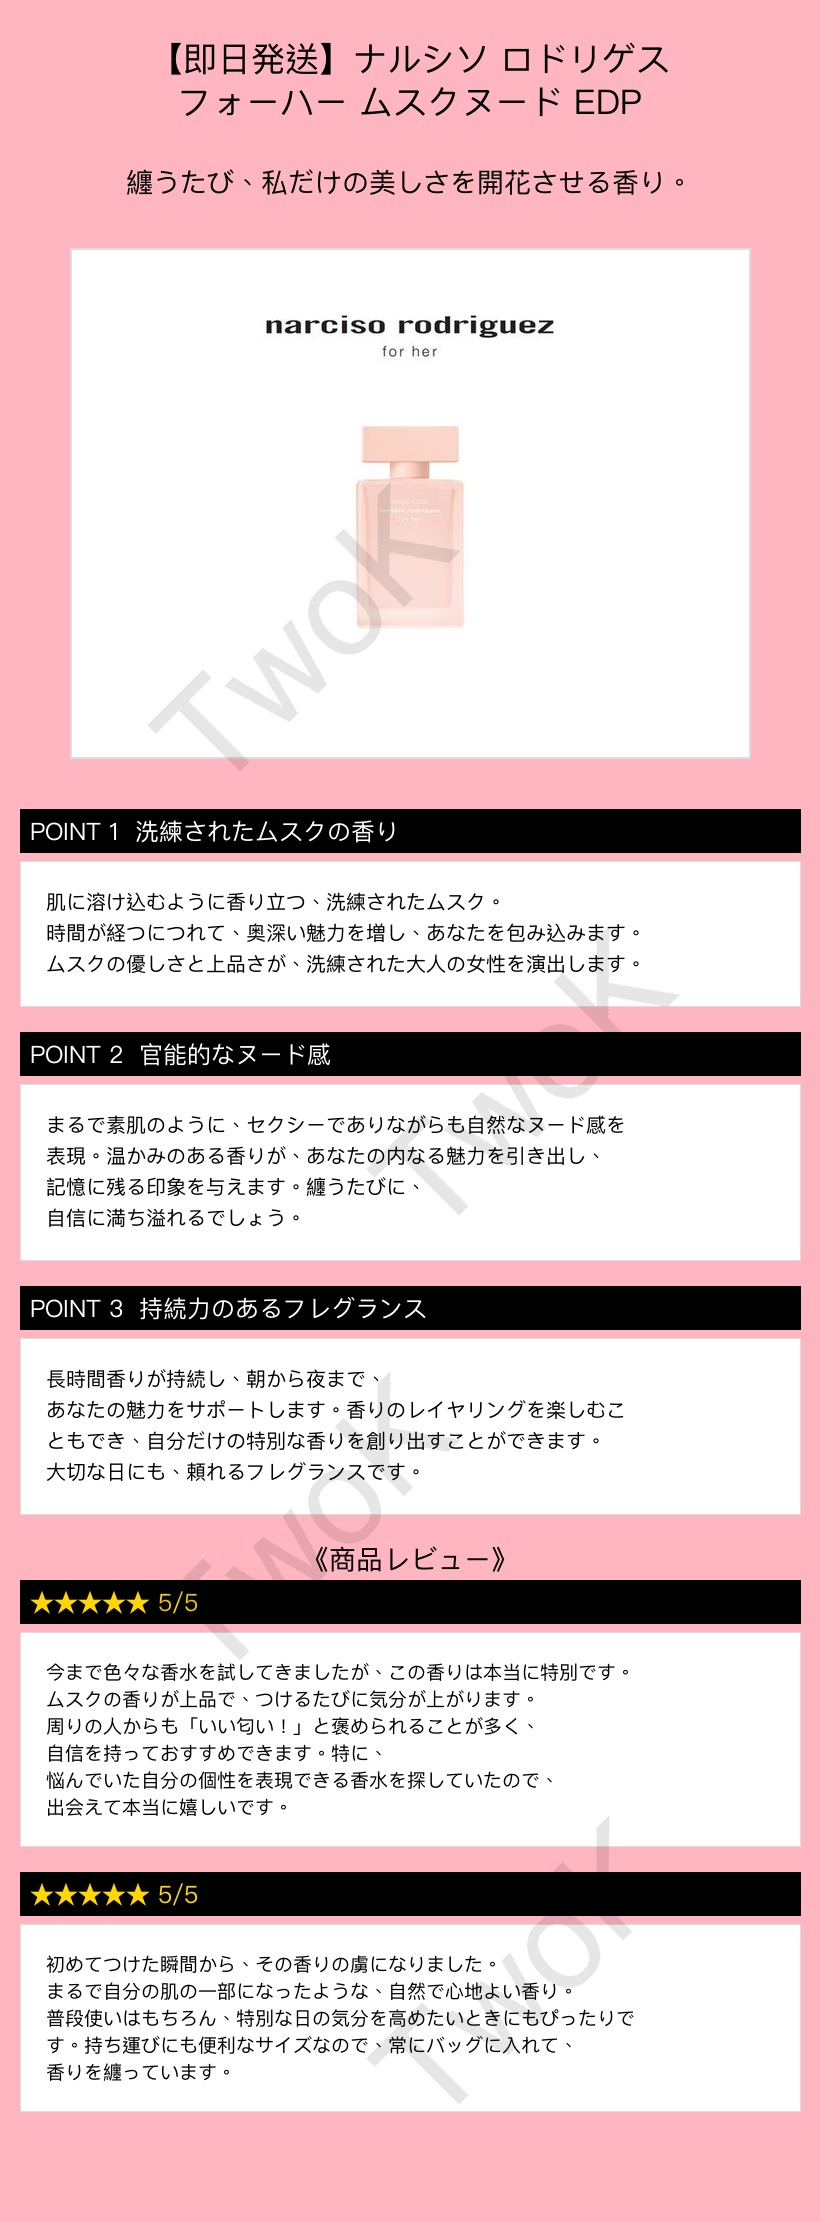 【即日発送】ナルシソ ロドリゲス
フォーハー ムスクヌード EDP
纏うたび、私だけの美しさを開花させる香り。
narciso rodriguez
for her
narciso rodriguez
for her
TwoK
POINT 1 洗練されたムスクの香り
肌に溶け込むように香り立つ、洗練されたムスク。
時間が経つにつれて、奥深い魅力を増し、あなたを包み込みます。
ムスクの優しさと上品さが、洗練された大人の女性を演出します。
POINT 2 官能的なヌード感
まるで素肌のように、セクシーでありながらも自然なヌード感を
表現。温かみのある香りが、あなたの内なる魅力を引き出し、
記憶に残る印象を与えます。纏うたびに、
自信に満ち溢れるでしょう。
TwoK
POINT 3 持続力のあるフレグランス
長時間香りが持続し、朝から夜まで、
あなたの魅力をサポートします。香りのレイヤリングを楽しむこ
ともでき、自分だけの特別な香りを創り出すことができます。
大切な日にも、頼れるフレグランスです。
TwoK
《商品レビュー》
★★★★★ 5/5
今まで色々な香水を試してきましたが、この香りは本当に特別です。
ムスクの香りが上品で、つけるたびに気分が上がります。
周りの人からも「いい匂い！」と褒められることが多く、
自信を持っておすすめできます。特に、
悩んでいた自分の個性を表現できる香水を探していたので、
出会えて本当に嬉しいです。
★★★★★ 5/5
初めてつけた瞬間から、その香りの虜になりました。
まるで自分の肌の一部になったような、自然で心地よい香り。
普段使いはもちろん、特別な日の気分を高めたいときにもぴったりで
す。持ち運びにも便利なサイズなので、常にバッグに入れて、
香りを纏っています。
TwoK